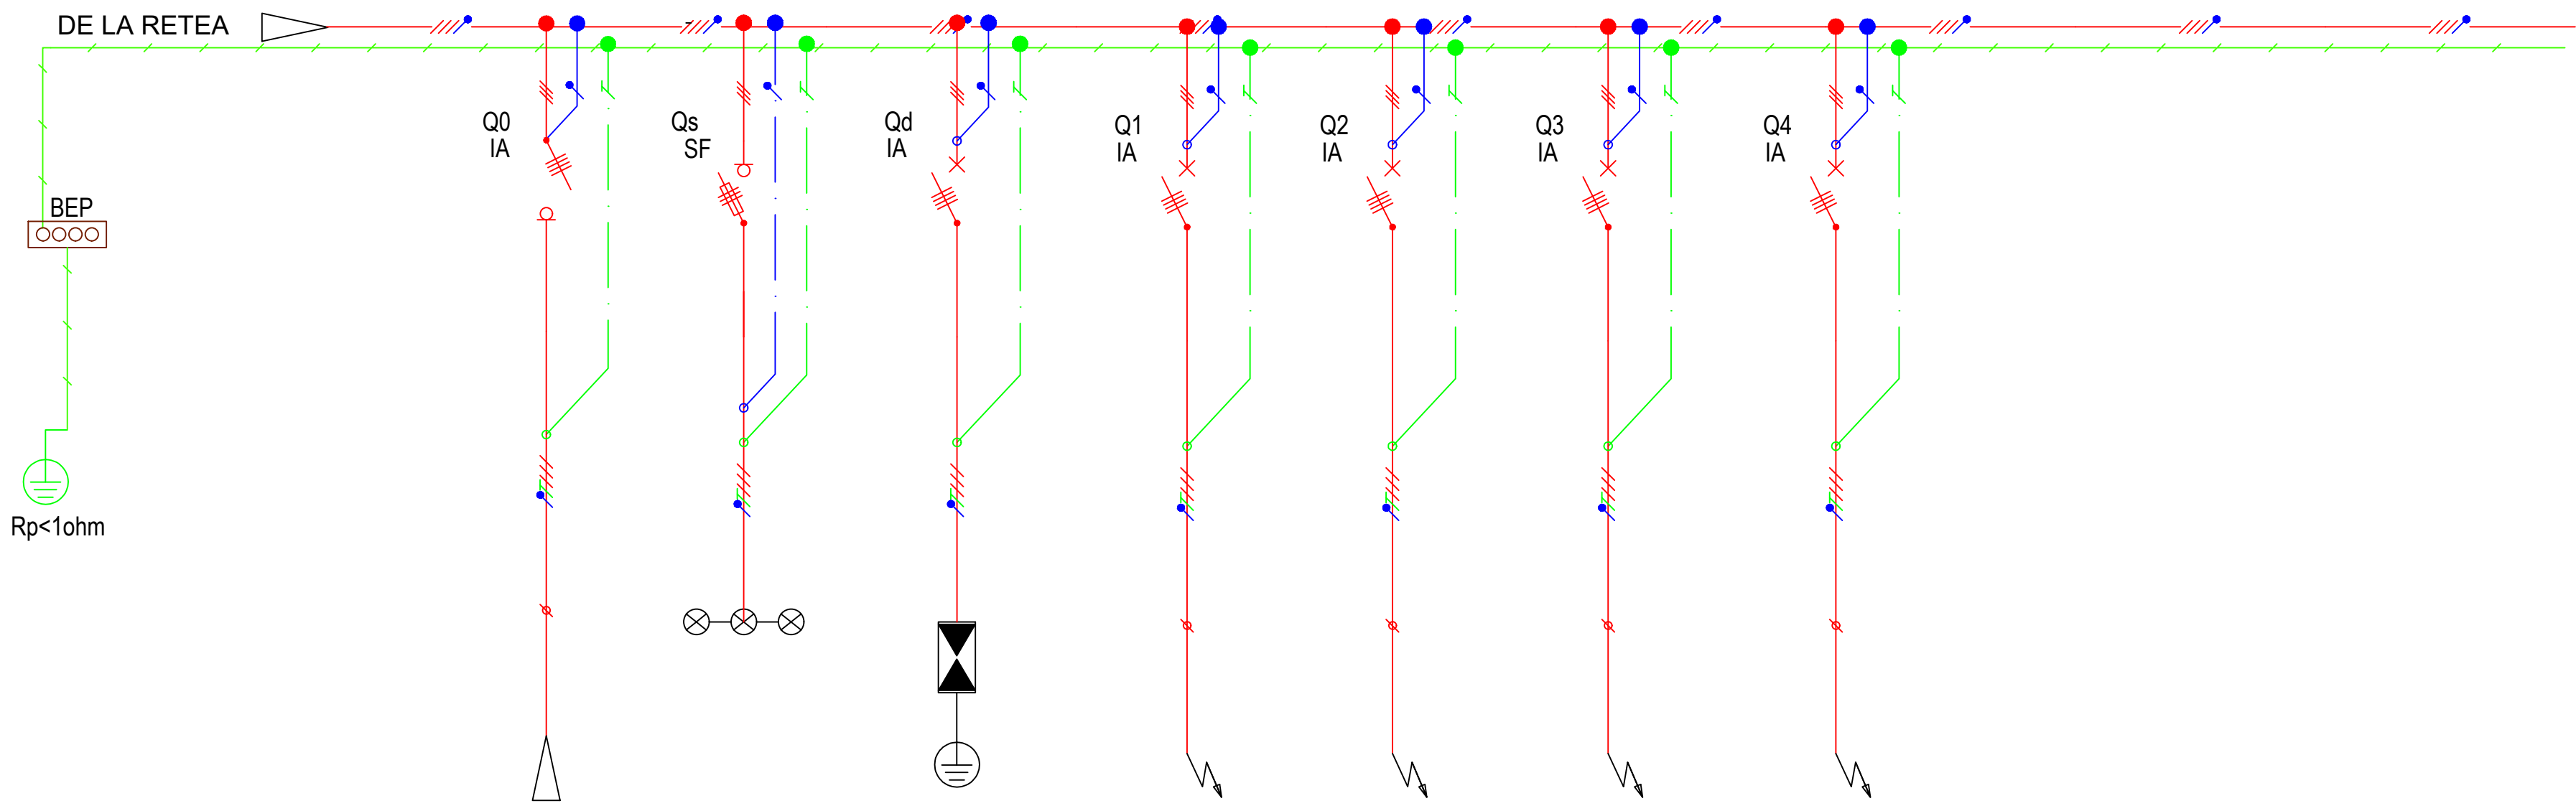 DE LA RETEA
Q0
IA
Qs
SF
Qd
IA
Q1
IA
Q2
IA
Q3
IA
Q4
IA
BEP
Rp<1ohm